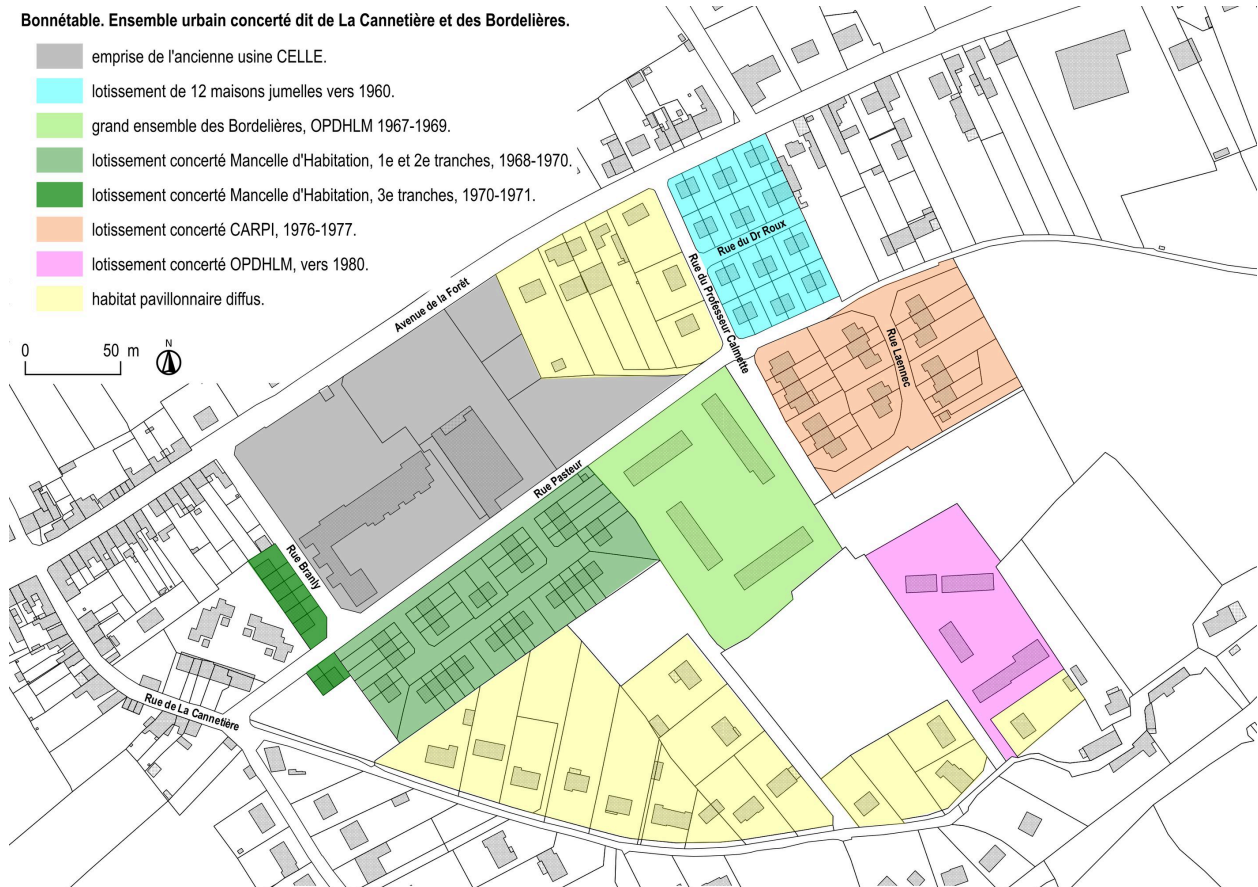 Bonnétable. Ensemble urbain concerté dit de La Cannetière et des Bordelières.
emprise de l'ancienne usine CELLE.
lotissement de 12 maisons jumelles vers 1960.
grand ensemble des Bordelières, OPDHLM 1967-1969.
lotissement concerté Mancelle d'Habitation, 1e et 2e tranches, 1968-1970.
lotissement concerté Mancelle d'Habitation, 3e tranches, 1970-1971.
lotissement concerté CARPI, 1976-1977.
lotissement concerté OPDHLM, vers 1980.
habitat pavillonnaire diffus.
0 50 m N
Avenue de la Forêt
Rue du Dr Roux
Rue du Professeur Calmette
Rue Laennec
Rue Pasteur
Rue Branly
Rue de La Cannetière